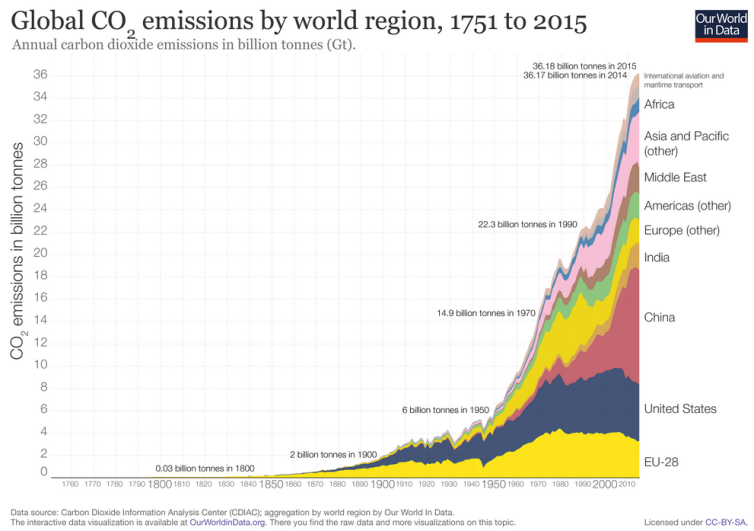 Global CO2 emissions by world region, 1751 to 2015
Our World
in Data
Annual carbon dioxide emissions in billion tonnes (Gt).
36.18 billion tonnes in 2015
36.17 billion tonnes in 2014
International aviation and
maritime transport
Africa
Asia and Pacific
(other)
Middle East
Americas (other)
Europe (other)
India
China
United States
EU-28
22.3 billion tonnes in 1990
14.9 billion tonnes in 1970
6 billion tonnes in 1950
2 billion tonnes in 1900
0.03 billion tonnes at 1800
CO2 emissions in billion tonnes
36
34
32
30
28
26
24
22
20
18
16
14
12
10
8
6
4
2
0
1760 1770 1780 1790 1800 1810 1820 1830 1840 1850 1860 1870 1880 1890 1900 1910 1920 1930 1940 1950 1960 1970 1980 1990 2000 2010
Data source: Carbon Dioxide Information Analysis Center (CDIAC); aggregation by world region by Our World In Data.
The interactive data visualization is available at OurWorldinData.org. There you find the raw data and more visualizations on this topic.
Licensed under CC-BY-SA.